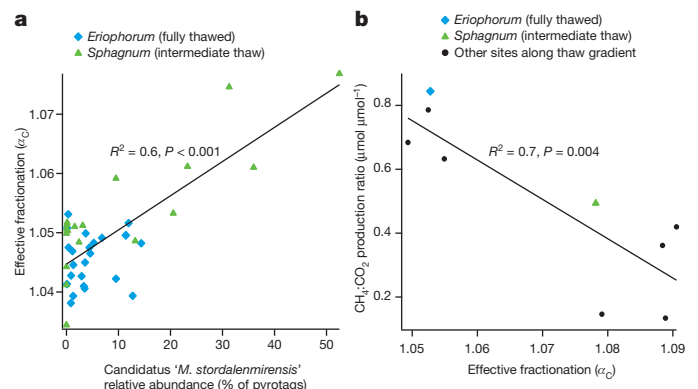 a
Eriophorum (fully thawed)
Sphagnum (intermediate thaw)
1.07
1.06
1.05
1.04
Effective fractionation (αC)
R² = 0.6, P < 0.001
0 10 20 30 40 50
Candidatus ‘M. stordalenmirensis’
relative abundance (% of pyrotags)
b
Eriophorum (fully thawed)
Sphagnum (intermediate thaw)
Other sites along thaw gradient
0.8
0.6
0.4
0.2
CH₄:CO₂ production ratio (μmol μmol⁻¹)
R² = 0.7, P = 0.004
1.05 1.06 1.07 1.08 1.09
Effective fractionation (αC)